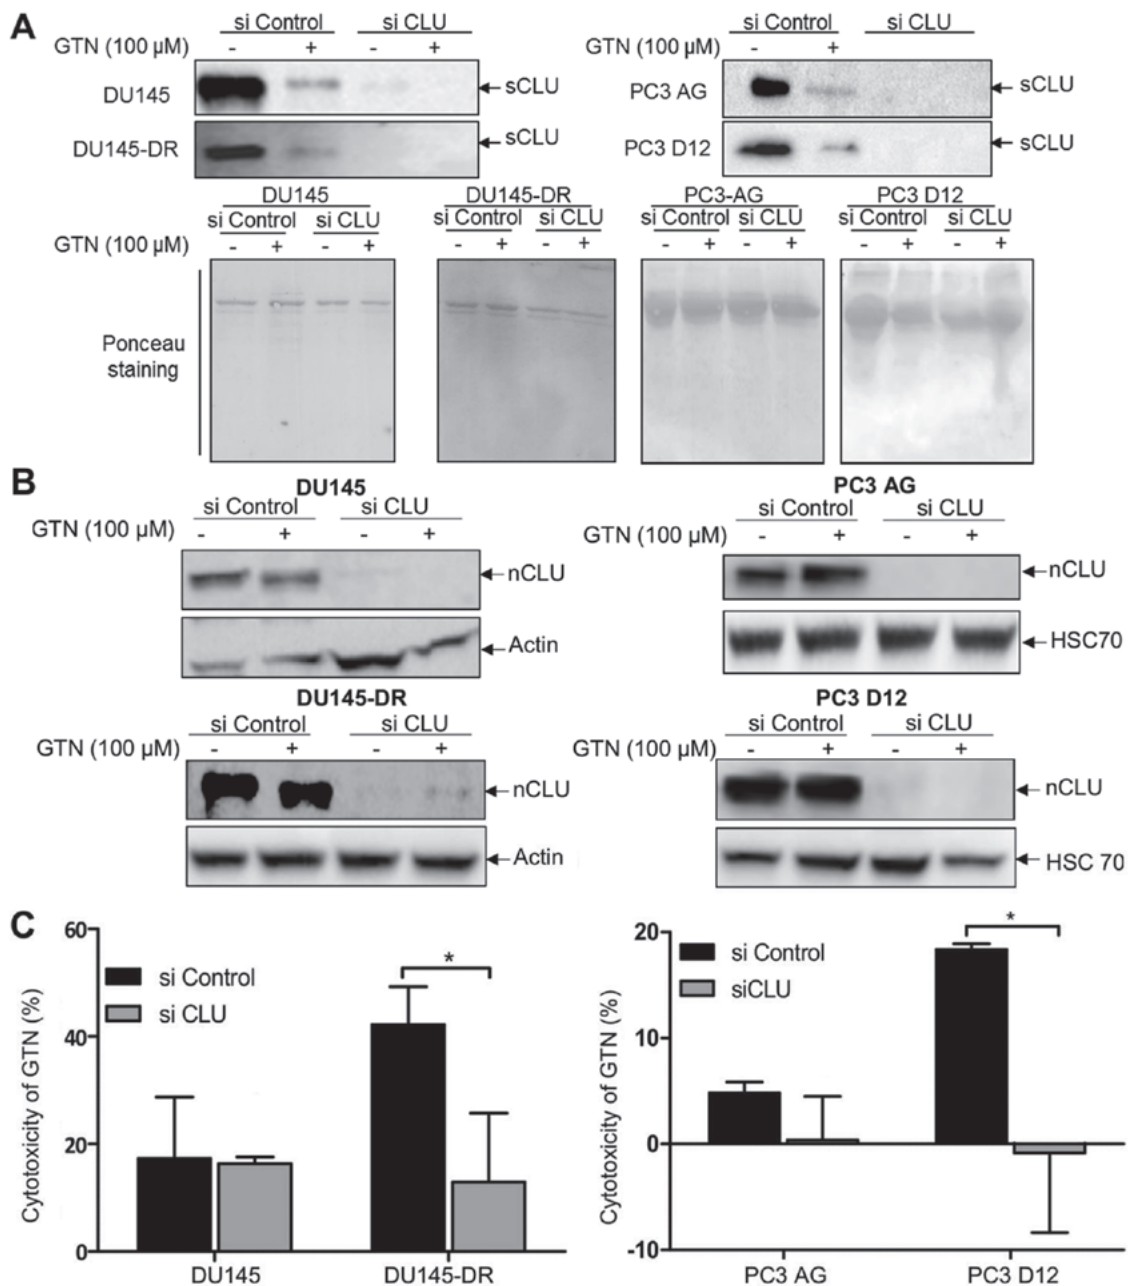 A
si Control si CLU
GTN (100 µM) - + - +
DU145 sCLU
DU145-DR sCLU
si Control si CLU
GTN (100 µM) - +
PC3 AG sCLU
PC3 D12 sCLU
DU145 DU145-DR PC3-AG PC3 D12
si Control si CLU si Control si CLU si Control si CLU si Control si CLU
GTN (100 µM) - + - + - + - + - + - + - + - +
Ponceau
staining
B
DU145
si Control si CLU
GTN (100 µM) - + - +
nCLU
Actin
PC3 AG
si Control si CLU
GTN (100 µM) - + - +
nCLU
HSC70
DU145-DR
si Control si CLU
GTN (100 µM) - + - +
nCLU
Actin
PC3 D12
si Control si CLU
GTN (100 µM) - + - +
nCLU
HSC 70
C
Cytotoxicity of GTN (%)
60
40
20
0
si Control
si CLU
*
DU145 DU145-DR
Cytotoxicity of GTN (%)
20
10
0
-10
si Control
siCLU
*
PC3 AG PC3 D12